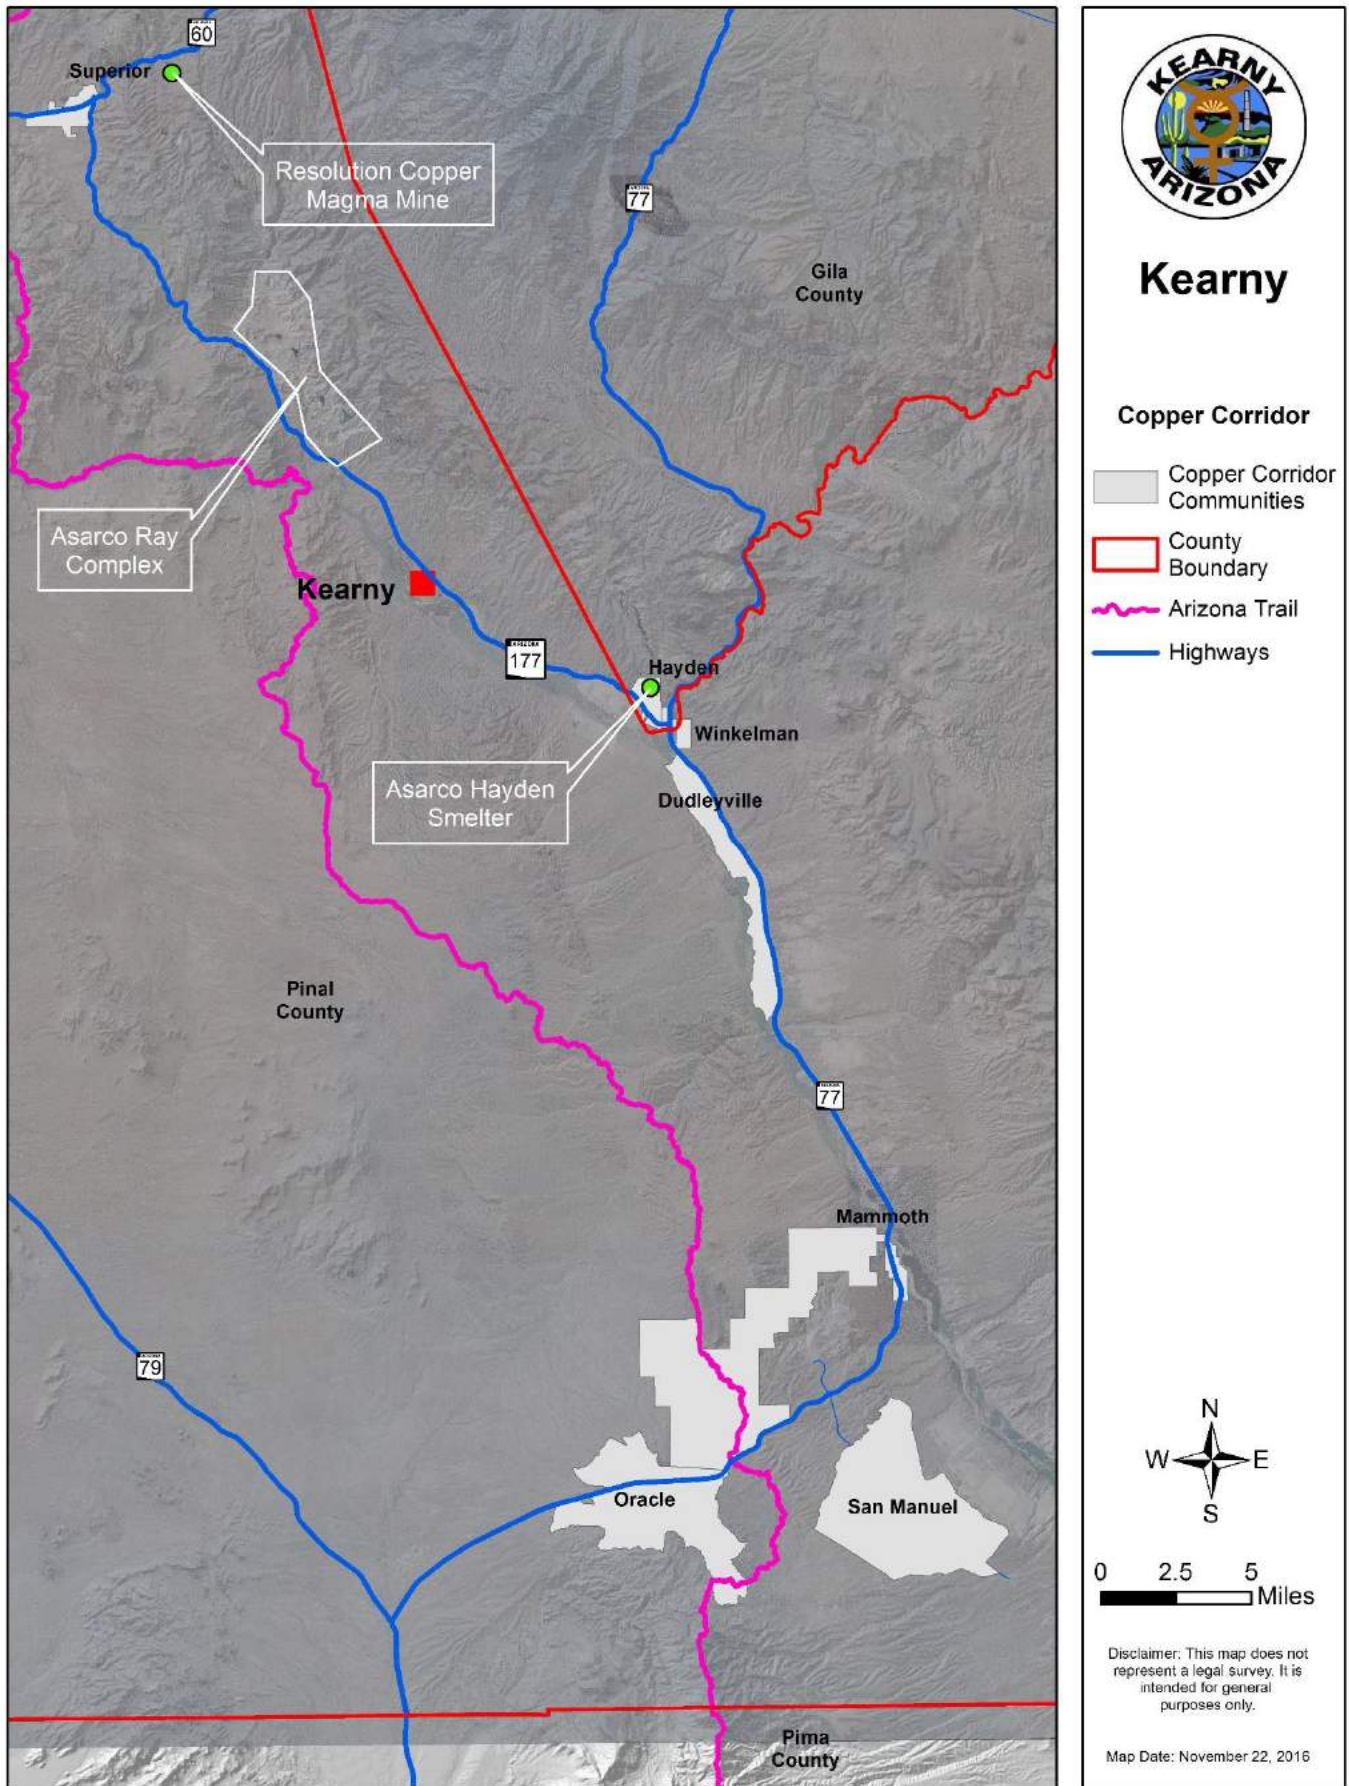 60
Superior
Resolution Copper
Magma Mine
77
Gila
County
Asarco Ray
Complex
Kearny
177
Hayden
Winkelman
Asarco Hayden
Smelter
Dudleyville
Pinal
County
77
Mammoth
79
Oracle
San Manuel
Pima
County
KEARNY
ARIZONA
Kearny
Copper Corridor
Copper Corridor
Communities
County
Boundary
Arizona Trail
Highways
N
W E
S
0 2.5 5
Miles
Disclaimer: This map does not
represent a legal survey. It is
intended for general
purposes only.
Map Date: November 22, 2016